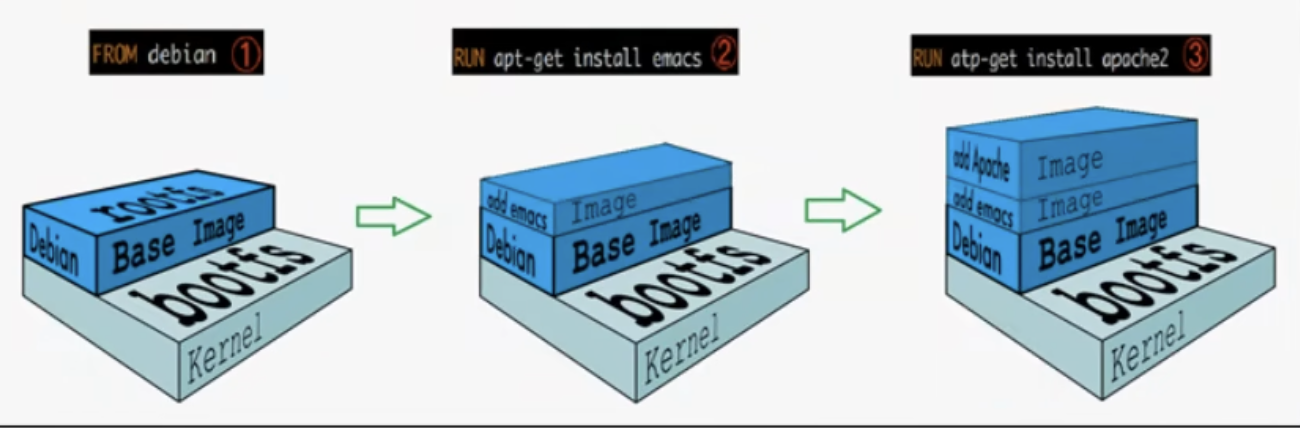 FROM debian ①
RUN apt-get install emacs ②
RUN atp-get install apache2 ③
rootfs
Debian
Base Image
bootfs
Kernel
add emacs
Image
Debian
Base Image
bootfs
Kernel
add Apache
Image
add emacs
Image
Debian
Base Image
bootfs
Kernel